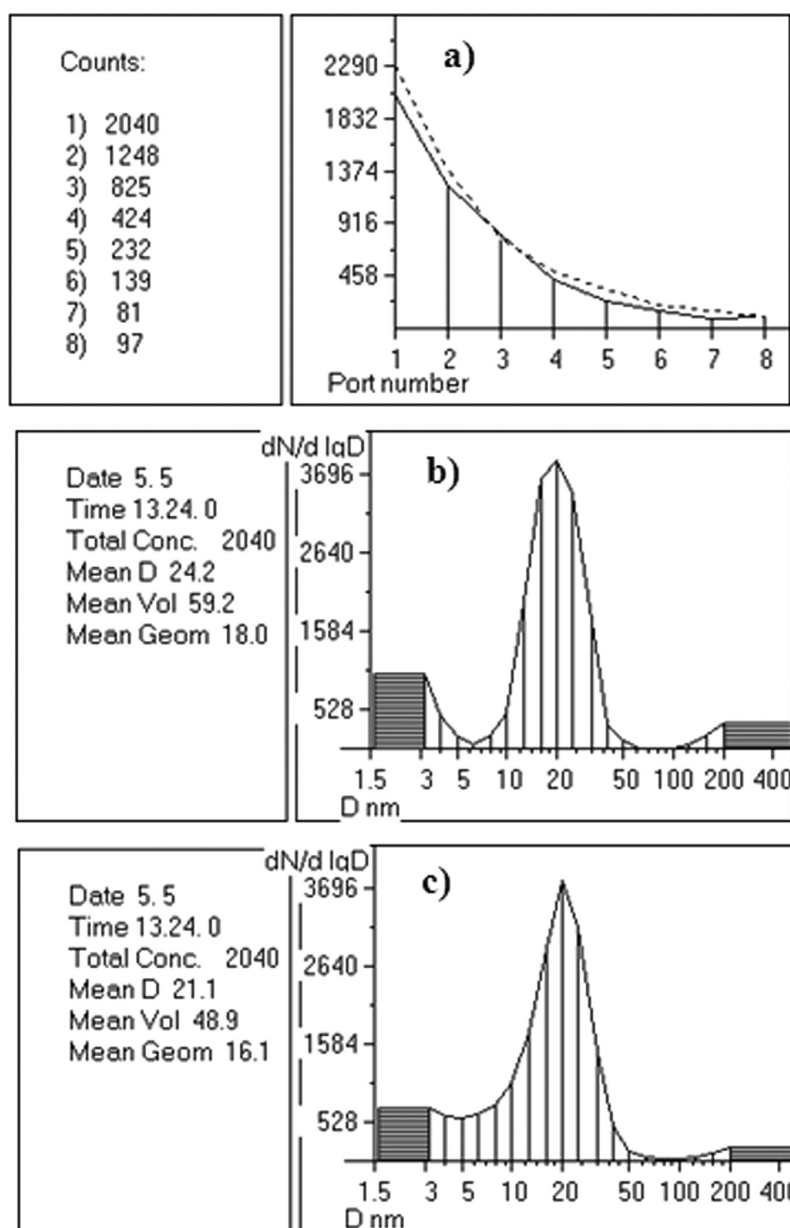 Counts:
1) 2040
2) 1248
3) 825
4) 424
5) 232
6) 139
7) 81
8) 97
a)
2290
1832
1374
916
458
1 2 3 4 5 6 7 8
Port number
Date 5.5
Time 13.24.0
Total Conc. 2040
Mean D 24.2
Mean Vol 59.2
Mean Geom 18.0
dN/d lgD
b)
3696
2640
1584
528
1.5 3 5 10 20 50 100 200 400
D nm
Date 5.5
Time 13.24.0
Total Conc. 2040
Mean D 21.1
Mean Vol 48.9
Mean Geom 16.1
dN/d lgD
c)
3696
2640
1584
528
1.5 3 5 10 20 50 100 200 400
D nm